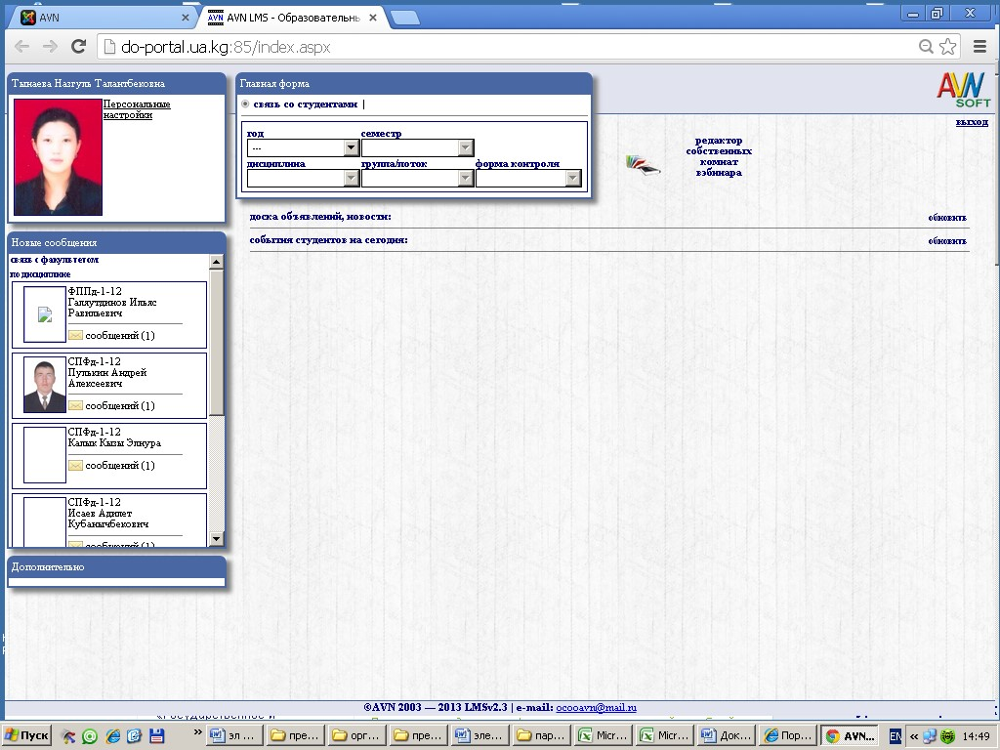 AVN
AVN LMS - Образовательнь
do-portal.ua.kg:85/index.aspx
Тынаева Назгуль Талантбековна
Персональные
настройки
Главная форма
связь со студентами |
год семестр
---
дисциплина группа/поток форма контроля
AVN
SOFT
выход
редактор
собственных
комнат
вэбинара
доска объявлений, новости: обновить
события студентов на сегодня: обновить
Новые сообщения
связь с факультетом
по дисциплине
ФППд-1-12
Галяутдинов Ильяс
Равильевич
сообщений (1)
СПФд-1-12
Пулькин Андрей
Алексеевич
сообщений (1)
СПФд-1-12
Калык Кызы Элнура
сообщений (1)
СПФд-1-12
Исаев Адилет
Кубанычбекович
сообщений (1)
Дополнительно
©AVN 2003 — 2013 LMSv2.3 | e-mail: ocooavn@mail.ru
Пуск » эл ... пре... орг... пре... эле... пар... Micr... Micr... Док... Пор... AVN... EN « 14:49